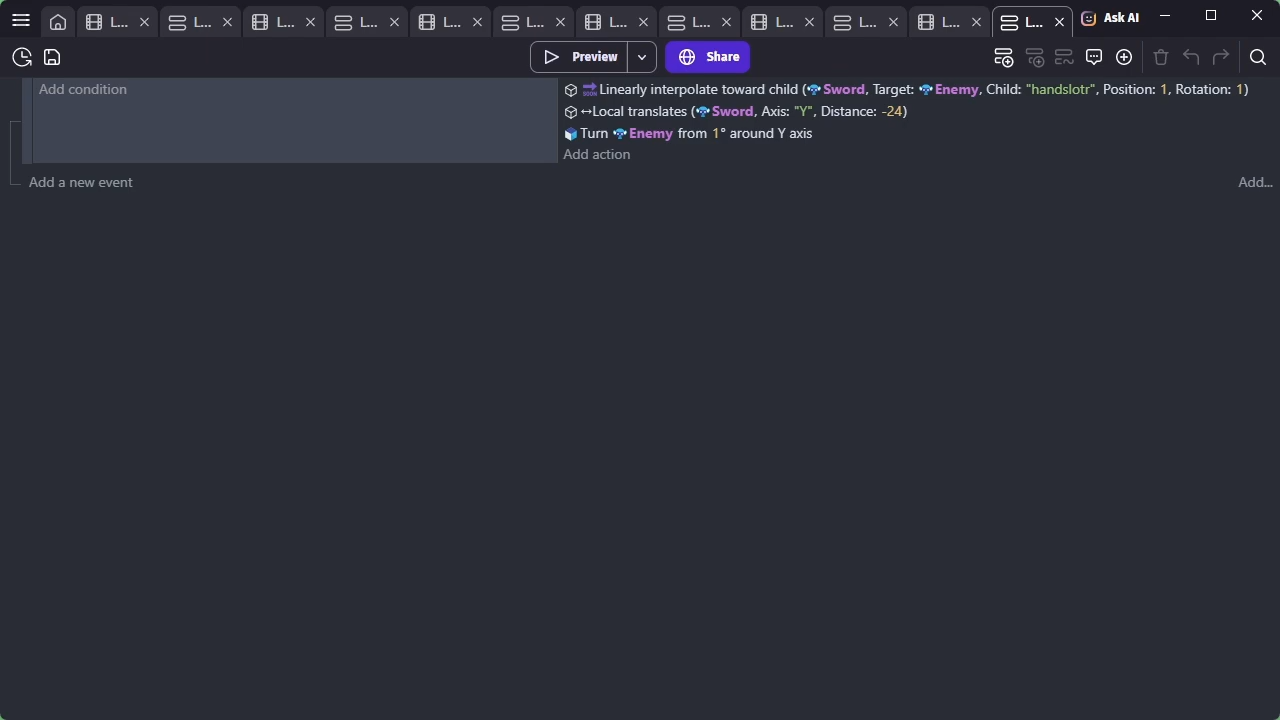 L... L... L... L... L... L... L... L... L... L... L... L... Ask AI
Preview Share
Add condition
Linearly interpolate toward child (Sword, Target: Enemy, Child: "handslotr", Position: 1, Rotation: 1)
Local translates (Sword, Axis: "Y", Distance: -24)
Turn Enemy from 1° around Y axis
Add action
Add a new event Add...